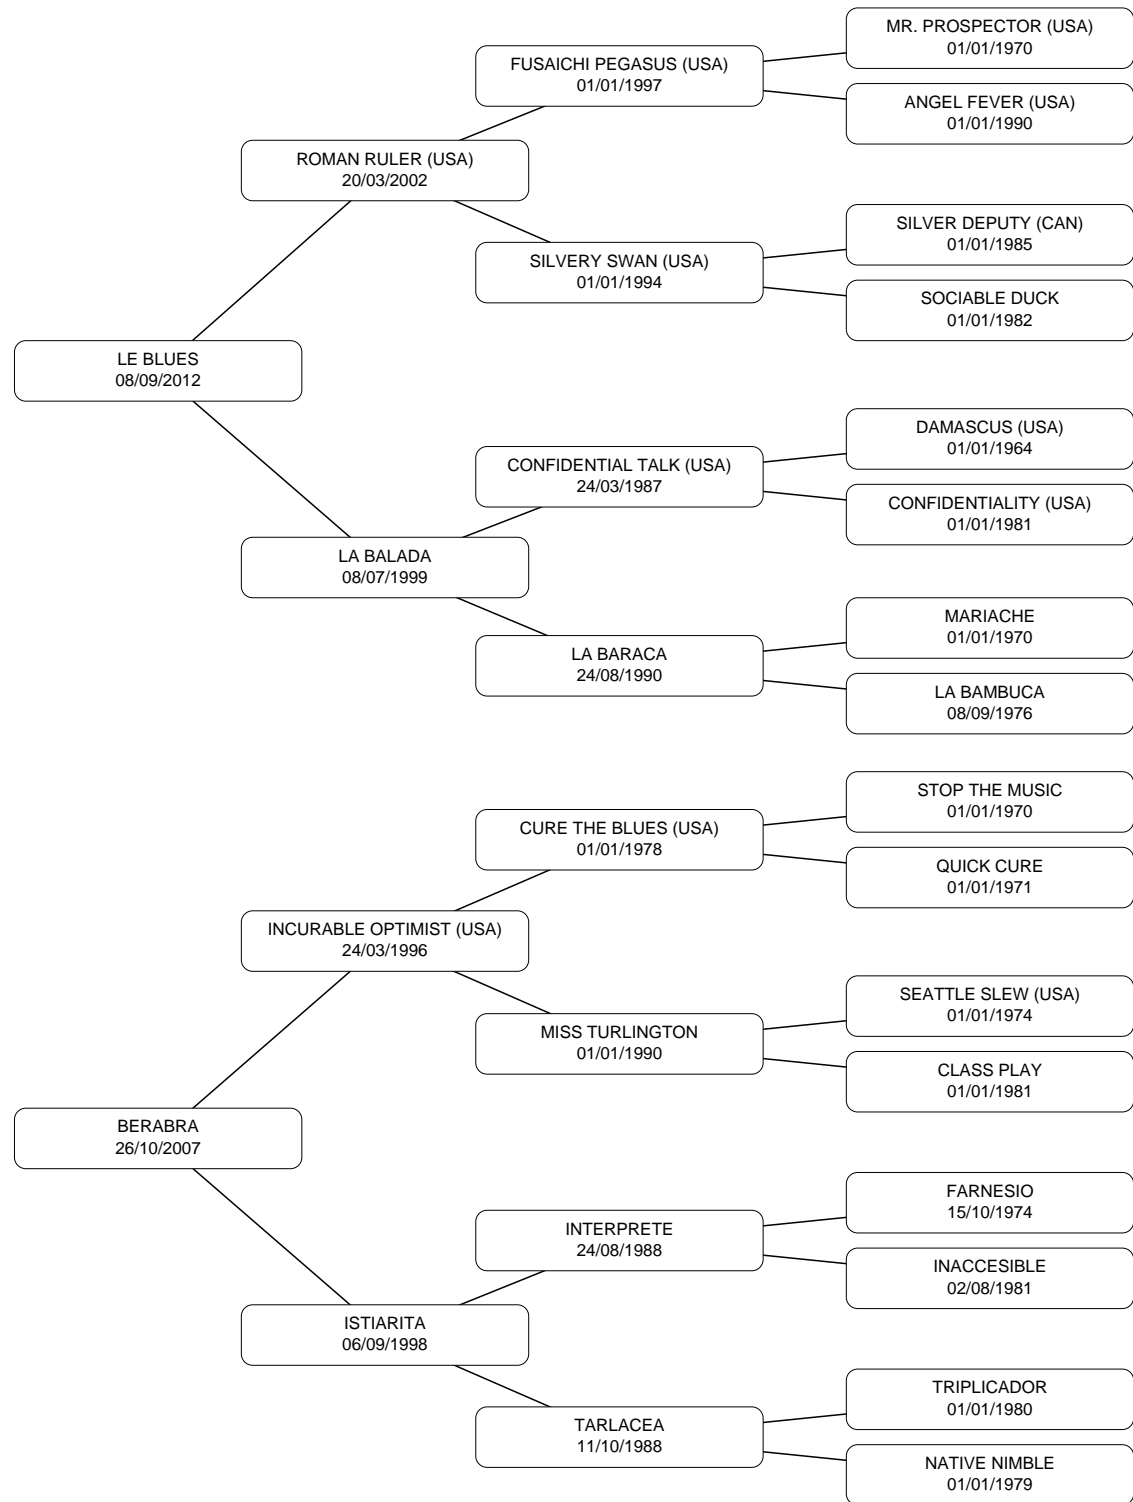 MR. PROSPECTOR (USA)
01/01/1970
FUSAICHI PEGASUS (USA)
01/01/1997
ANGEL FEVER (USA)
01/01/1990
ROMAN RULER (USA)
20/03/2002
SILVER DEPUTY (CAN)
01/01/1985
SILVERY SWAN (USA)
01/01/1994
SOCIABLE DUCK
01/01/1982
LE BLUES
08/09/2012
DAMASCUS (USA)
01/01/1964
CONFIDENTIAL TALK (USA)
24/03/1987
CONFIDENTIALITY (USA)
01/01/1981
LA BALADA
08/07/1999
MARIACHE
01/01/1970
LA BARACA
24/08/1990
LA BAMBUCA
08/09/1976
STOP THE MUSIC
01/01/1970
CURE THE BLUES (USA)
01/01/1978
QUICK CURE
01/01/1971
INCURABLE OPTIMIST (USA)
24/03/1996
SEATTLE SLEW (USA)
01/01/1974
MISS TURLINGTON
01/01/1990
CLASS PLAY
01/01/1981
BERABRA
26/10/2007
FARNESIO
15/10/1974
INTERPRETE
24/08/1988
INACCESIBLE
02/08/1981
ISTIARITA
06/09/1998
TRIPLICADOR
01/01/1980
TARLACEA
11/10/1988
NATIVE NIMBLE
01/01/1979